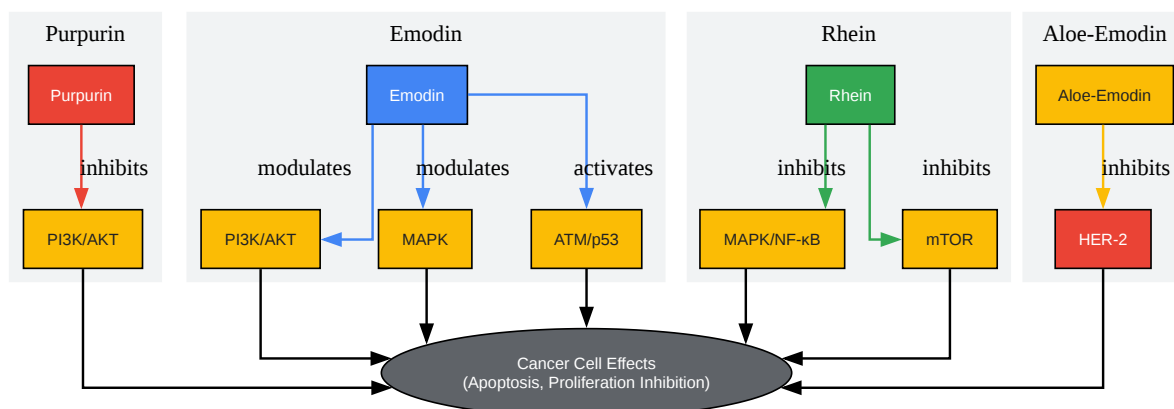 Purpurin
Emodin
Rhein
Aloe-Emodin
Purpurin
Emodin
Rhein
Aloe-Emodin
inhibits
modulates
modulates
activates
inhibits
inhibits
inhibits
PI3K/AKT
PI3K/AKT
MAPK
ATM/p53
MAPK/NF-κB
mTOR
HER-2
Cancer Cell Effects
(Apoptosis, Proliferation Inhibition)